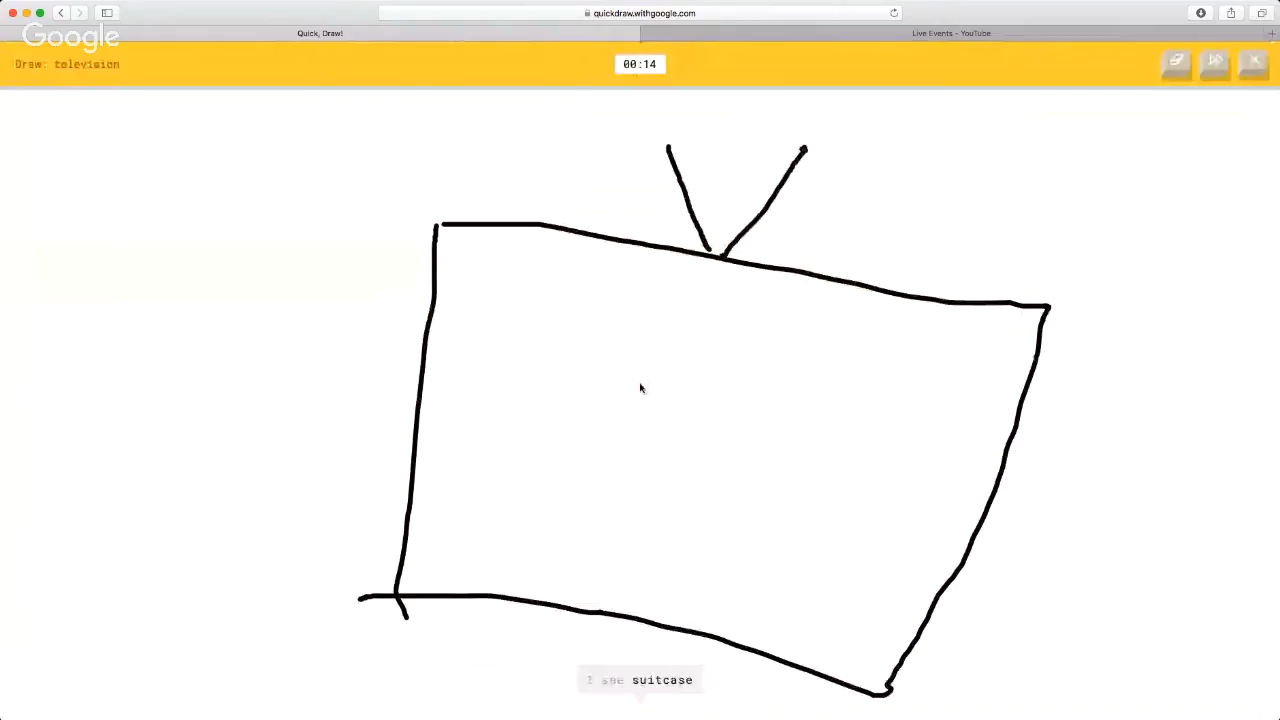 quickdraw.withgoogle.com
Quick, Draw!
Live Events - YouTube
Google
Draw: television
00:14
I see suitcase